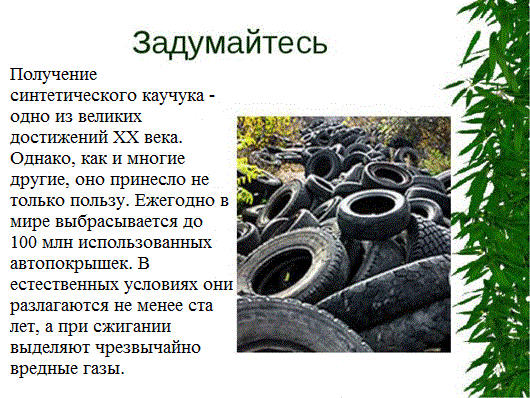 Задумайтесь
Получение
синтетического каучука -
одно из великих
достижений XX века.
Однако, как и многие
другие, оно принесло не
только пользу. Ежегодно в
мире выбрасывается до
100 млн использованных
автопокрышек. В
естественных условиях они
разлагаются не менее ста
лет, а при сжигании
выделяют чрезвычайно
вредные газы.